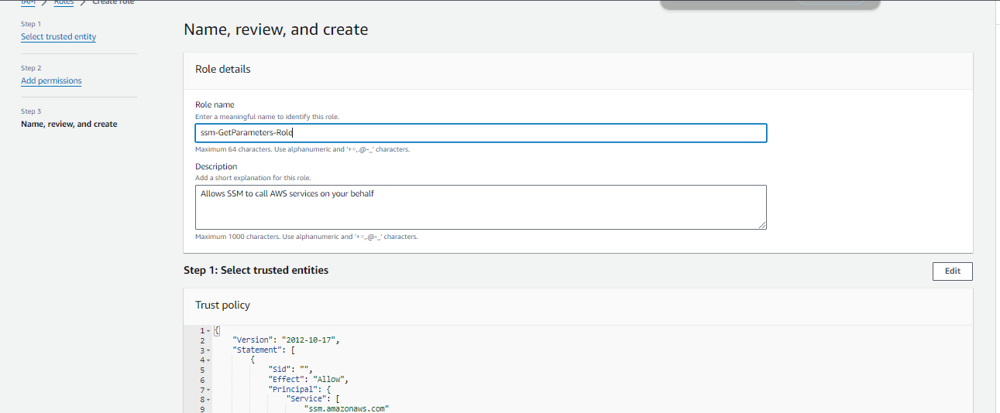 IAM > Roles > Create role
Step 1
Select trusted entity
Step 2
Add permissions
Step 3
Name, review, and create
Name, review, and create
Role details
Role name
Enter a meaningful name to identify this role.
ssm-GetParameters-Role
Maximum 64 characters. Use alphanumeric and '+=,.@-_' characters.
Description
Add a short explanation for this role.
Allows SSM to call AWS services on your behalf
Maximum 1000 characters. Use alphanumeric and '+=,.@-_' characters.
Step 1: Select trusted entities
Edit
Trust policy
1 {
2 "Version": "2012-10-17",
3 "Statement": [
4 {
5 "Sid": "",
6 "Effect": "Allow",
7 "Principal": {
8 "Service": [
9 "ssm.amazonaws.com"